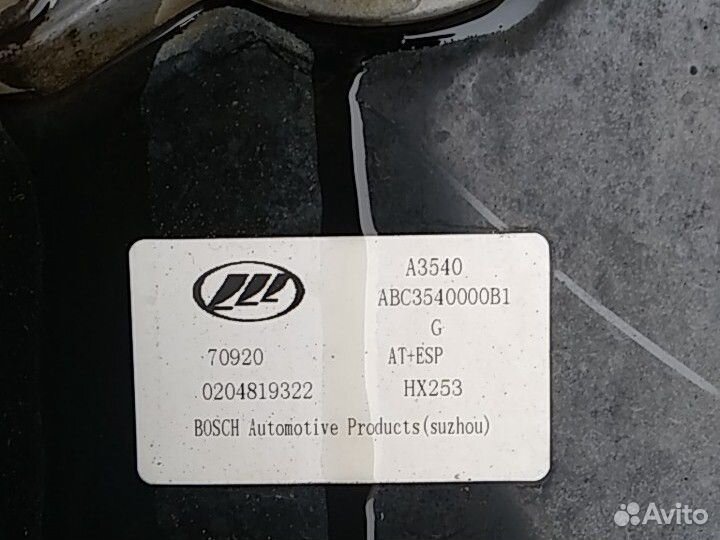 A3540
ABC3540000B1
G
70920 AT+ESP
0204819322 HX253
BOSCH Automotive Products(suzhou)
Avito